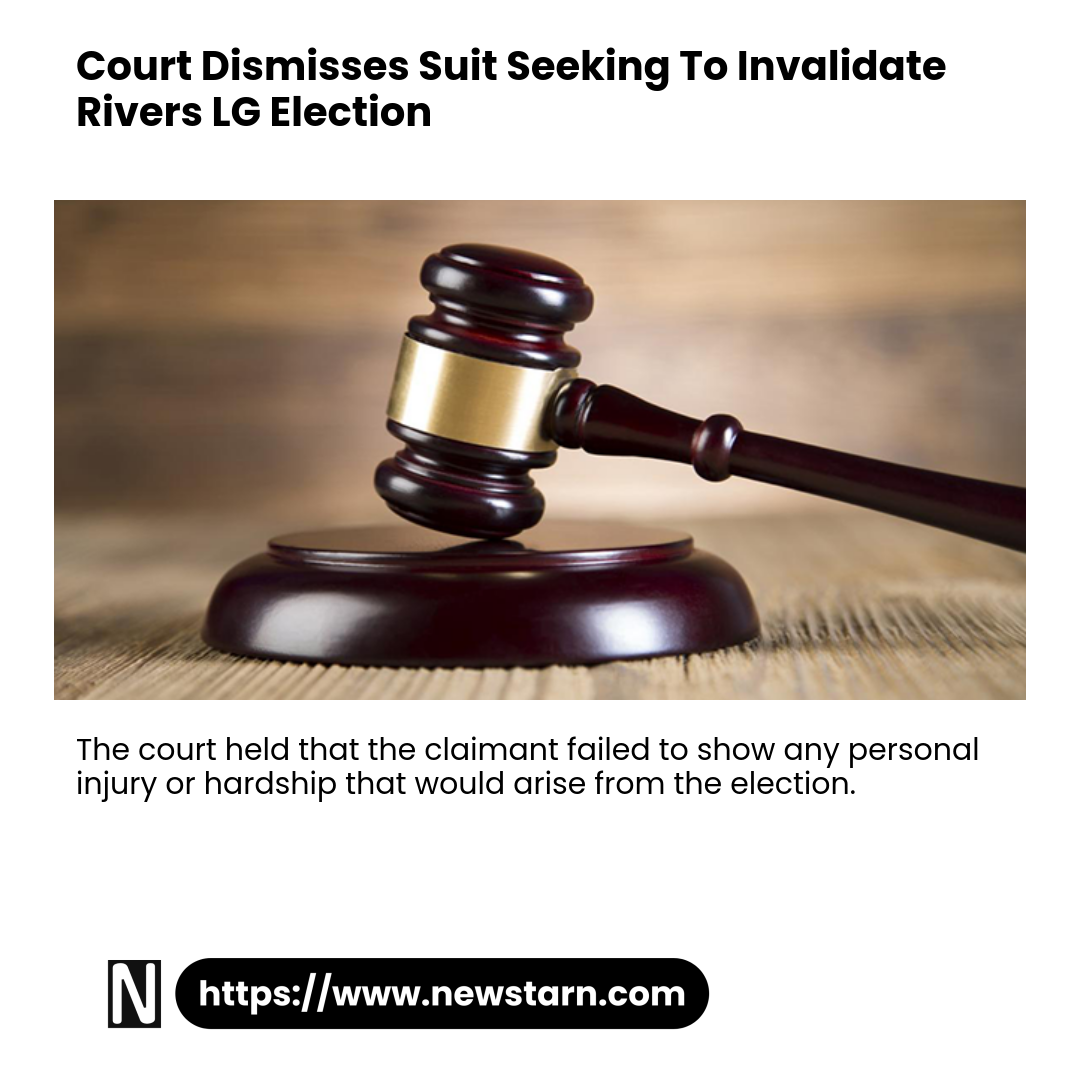 Court Dismisses Suit Seeking To Invalidate
Rivers LG Election
The court held that the claimant failed to show any personal
injury or hardship that would arise from the election.
N https://www.newstarn.com